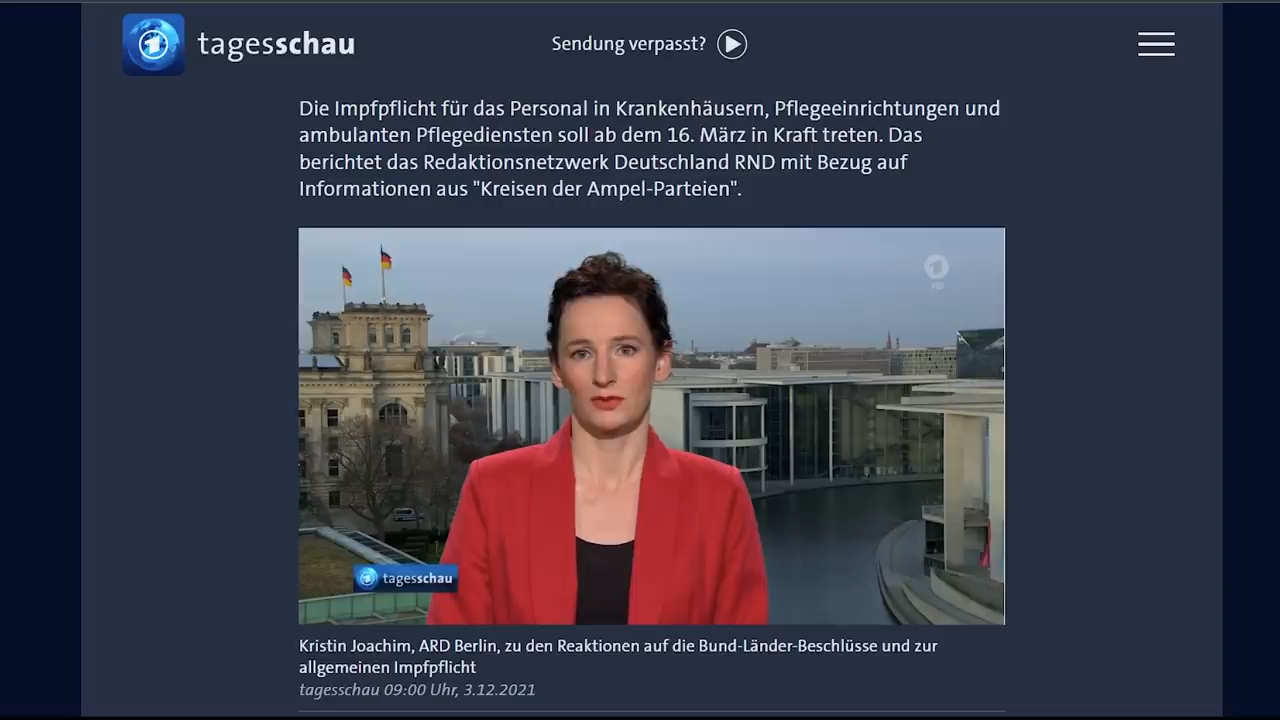 tagesschau
Sendung verpasst?
Die Impfpflicht für das Personal in Krankenhäusern, Pflegeeinrichtungen und
ambulanten Pflegediensten soll ab dem 16. März in Kraft treten. Das
berichtet das Redaktionsnetzwerk Deutschland RND mit Bezug auf
Informationen aus "Kreisen der Ampel-Parteien".
HD
tagesschau
Kristin Joachim, ARD Berlin, zu den Reaktionen auf die Bund-Länder-Beschlüsse und zur
allgemeinen Impfpflicht
tagesschau 09:00 Uhr, 3.12.2021